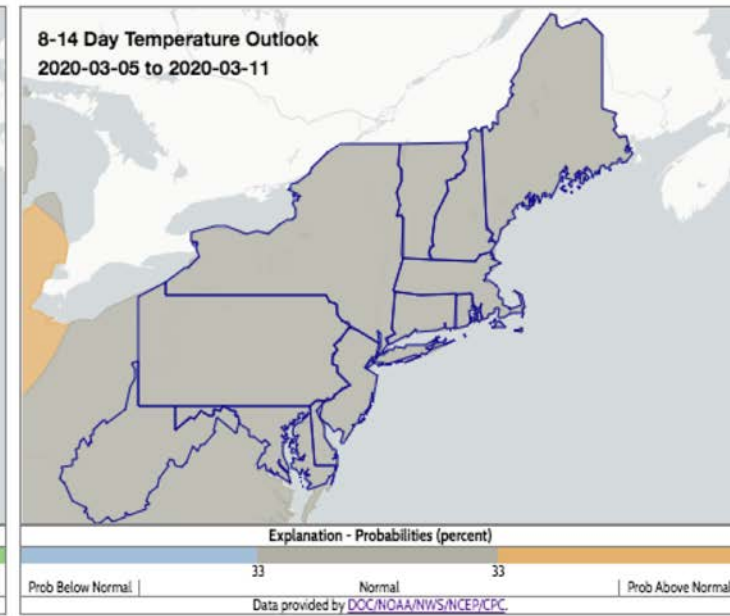 8-14 Day Temperature Outlook
2020-03-05 to 2020-03-11
Explanation - Probabilities (percent)
33 33
Prob Below Normal | Normal | Prob Above Normal
Data provided by DOC/NOAA/NWS/NCEP/CPC.